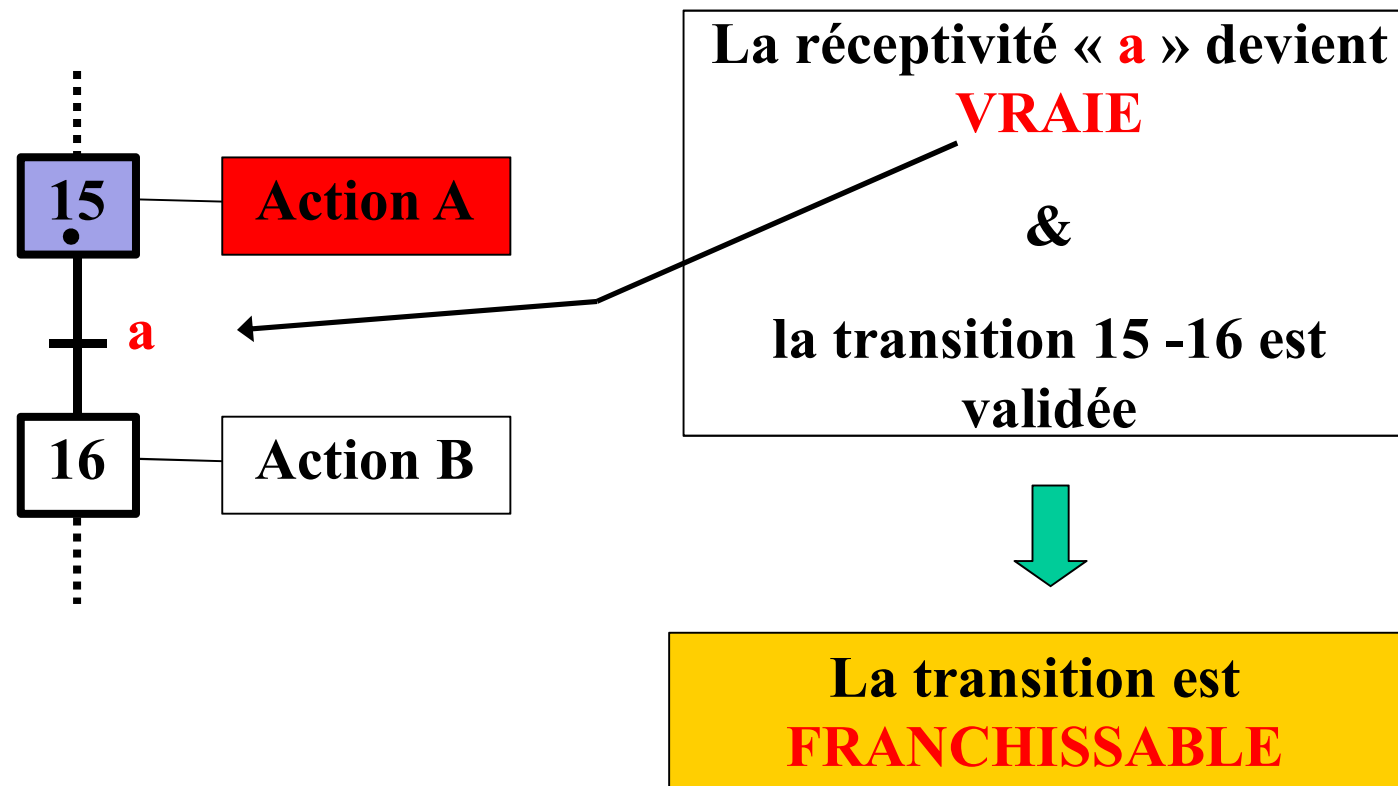 La réceptivité « a » devient
VRAIE
&
la transition 15 -16 est
validée
15
Action A
a
16
Action B
La transition est
FRANCHISSABLE